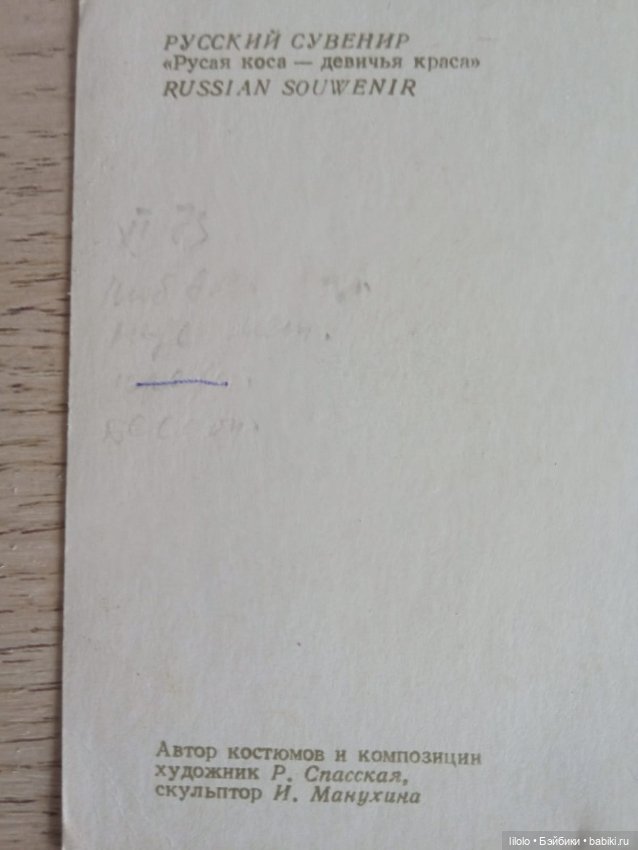 РУССКИЙ СУВЕНИР
«Русая коса — девичья краса»
RUSSIAN SOUWENIR
Автор костюмов и композиции
художник Р. Спасская,
скульптор И. Манухина
lilolo • Бэйбики • babiki.ru